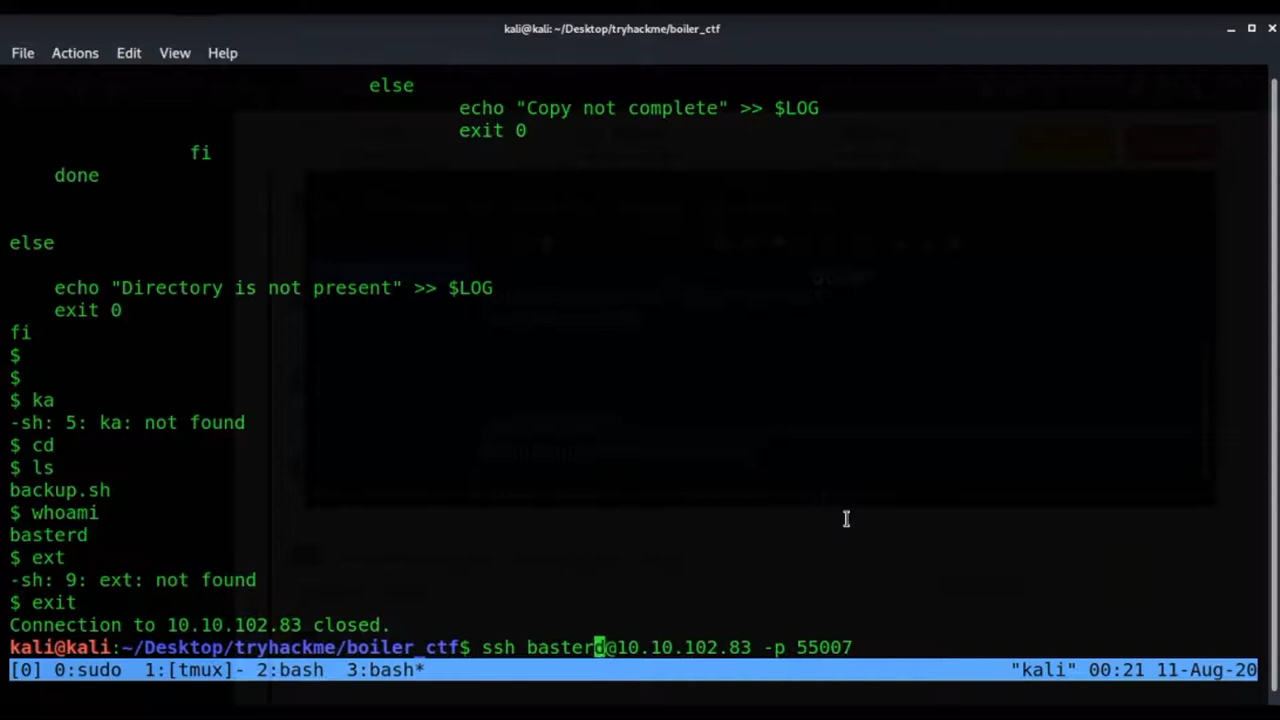 kali@kali: ~/Desktop/tryhackme/boiler_ctf
File Actions Edit View Help
else
echo "Copy not complete" >> $LOG
exit 0
fi
done
else
echo "Directory is not present" >> $LOG
exit 0
fi
$
$
$ ka
-sh: 5: ka: not found
$ cd
$ ls
backup.sh
$ whoami
basterd
$ ext
-sh: 9: ext: not found
$ exit
Connection to 10.10.102.83 closed.
kali@kali:~/Desktop/tryhackme/boiler_ctf$ ssh basterd@10.10.102.83 -p 55007
[0] 0:sudo 1:[tmux]- 2:bash 3:bash* "kali" 00:21 11-Aug-20